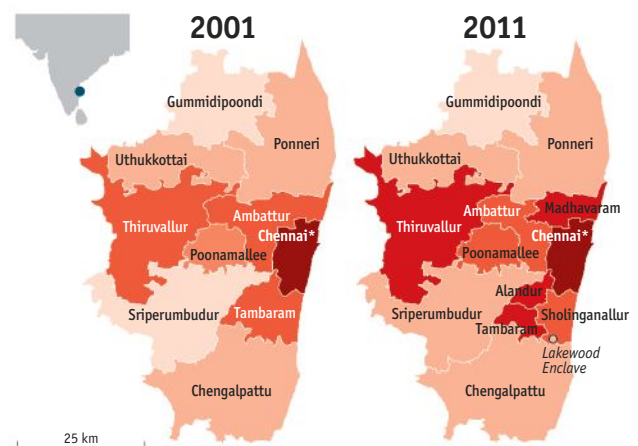 2001
Gummidipoondi
Ponneri
Uthukkottai
Thiruvallur
Ambattur
Chennai*
Poonamallee
Sriperumbudur
Tambaram
Chengalpattu
25 km
2011
Gummidipoondi
Ponneri
Uthukkottai
Thiruvallur
Ambattur
Madhavaram
Chennai*
Poonamallee
Alandur
Sriperumbudur
Tambaram
Sholinganallur
Lakewood
Enclave
Chengalpattu